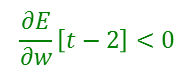 ∂E/∂w [t − 2] < 0